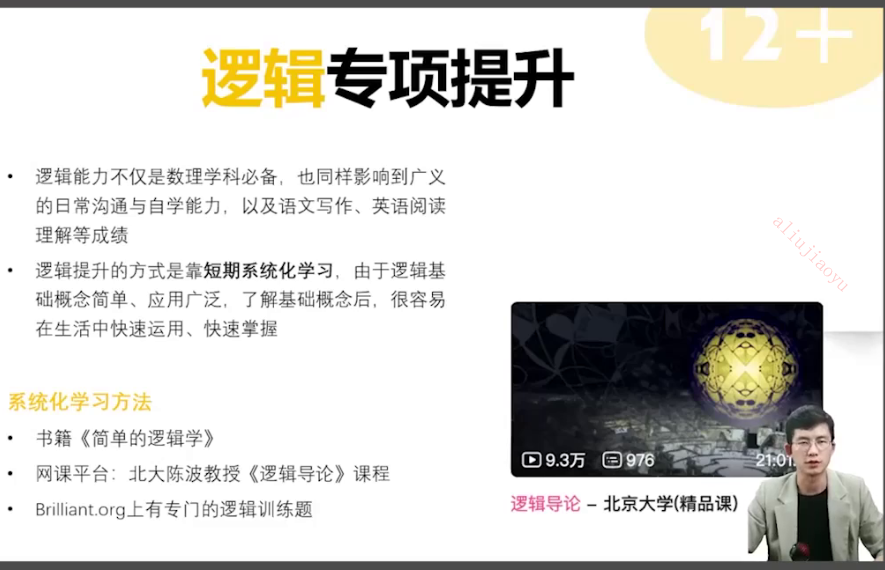 12+
逻辑专项提升
• 逻辑能力不仅是数理学科必备，也同样影响到广义
的日常沟通与自学能力，以及语文写作、英语阅读
理解等成绩
• 逻辑提升的方式是靠短期系统化学习，由于逻辑基
础概念简单、应用广泛，了解基础概念后，很容易
在生活中快速运用、快速掌握
aliujiaoyu
系统化学习方法
• 书籍《简单的逻辑学》
• 网课平台：北大陈波教授《逻辑导论》课程
• Brilliant.org上有专门的逻辑训练题
9.3万 976 21:01
逻辑导论 – 北京大学(精品课)